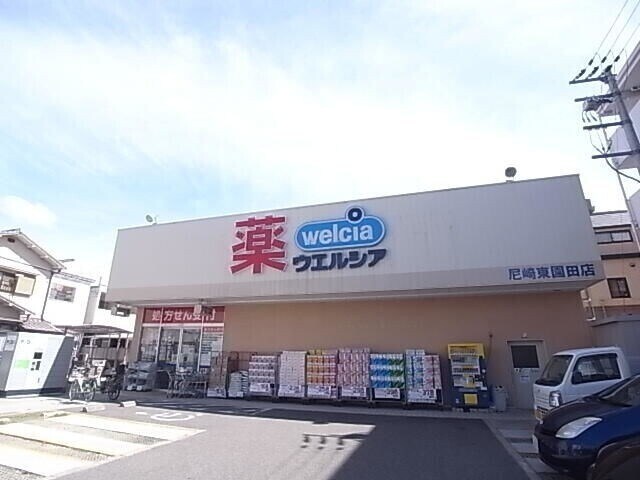 薬
welcia
ウエルシア
尼崎東園田店
処方せん受付